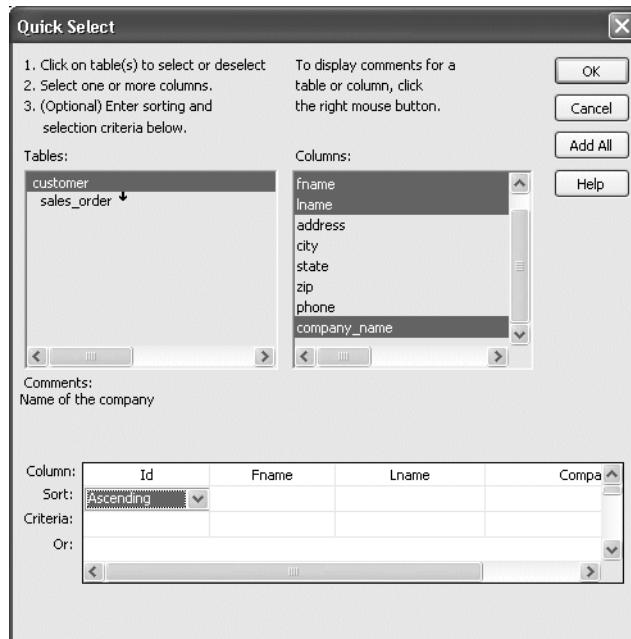 Quick Select
1. Click on table(s) to select or deselect
2. Select one or more columns.
3. (Optional) Enter sorting and
selection criteria below.
To display comments for a
table or column, click
the right mouse button.
OK
Cancel
Add All
Help
Tables:
customer
sales_order
Columns:
fname
lname
address
city
state
zip
phone
company_name
Comments:
Name of the company
Column: Id Fname Lname Compa
Sort: Ascending
Criteria:
Or: